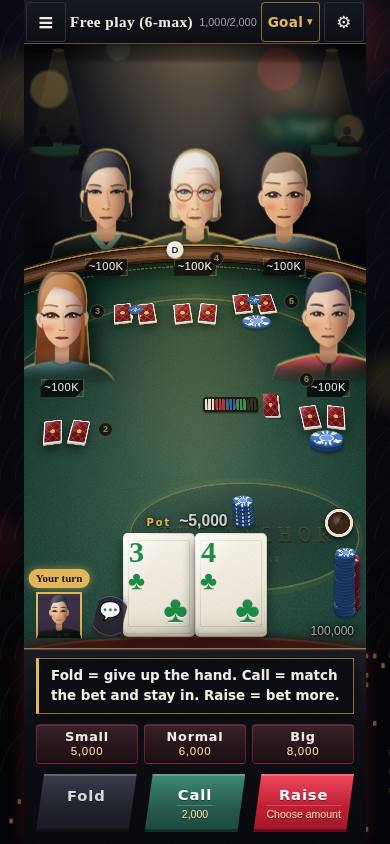 Free play (6-max) 1,000/2,000 Goal ▾
D
4
~100K ~100K ~100K
3
5
6
~100K ~100K
2
Pot ~5,000
3 4
Your turn
100,000
Fold = give up the hand. Call = match
the bet and stay in. Raise = bet more.
Small Normal Big
5,000 6,000 8,000
Fold Call Raise
2,000 Choose amount